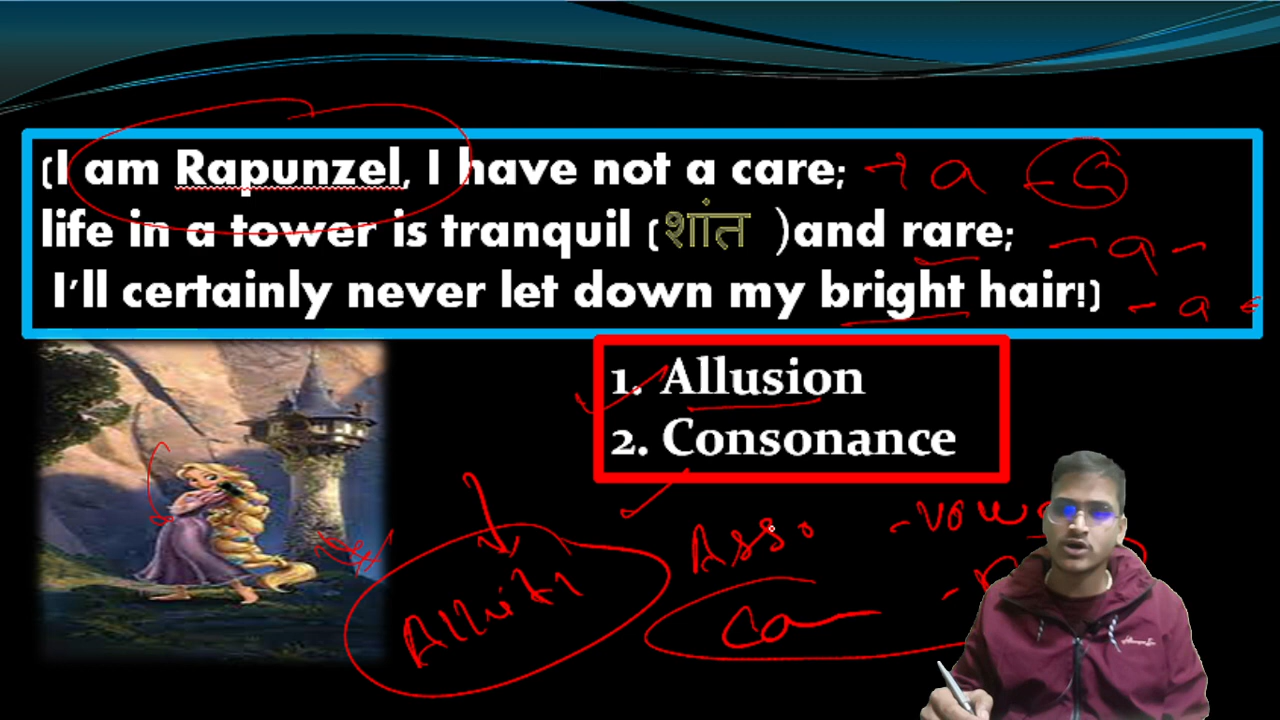 (I am Rapunzel, I have not a care; a
life in a tower is tranquil (शांत )and rare; - a -
I'll certainly never let down my bright hair!) - a
1. Allusion
2. Consonance
Asso - vow